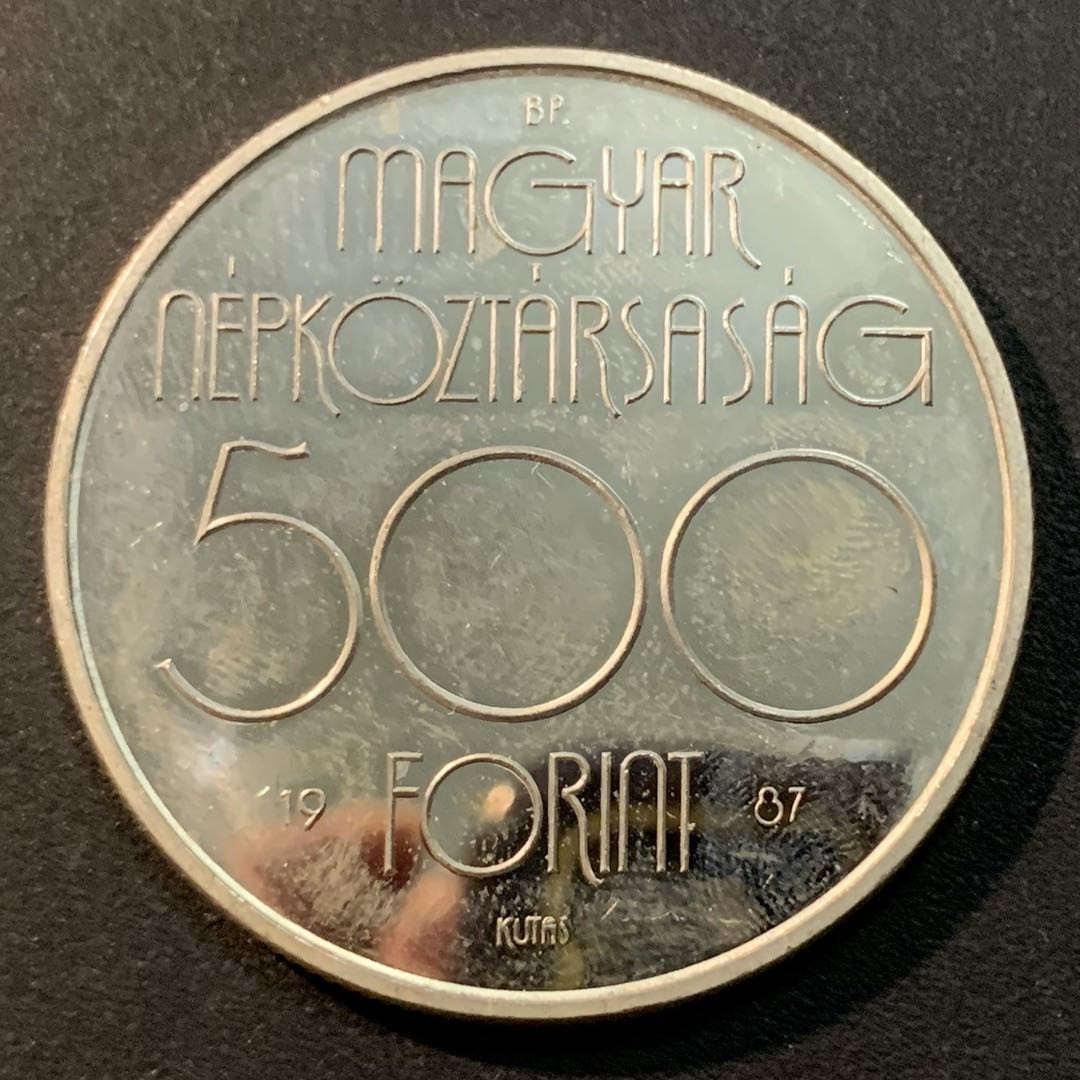 BP.
MAGYAR
NÉPKÖZTÁRSASÁG
500
19 FORINT 87
KUTAS